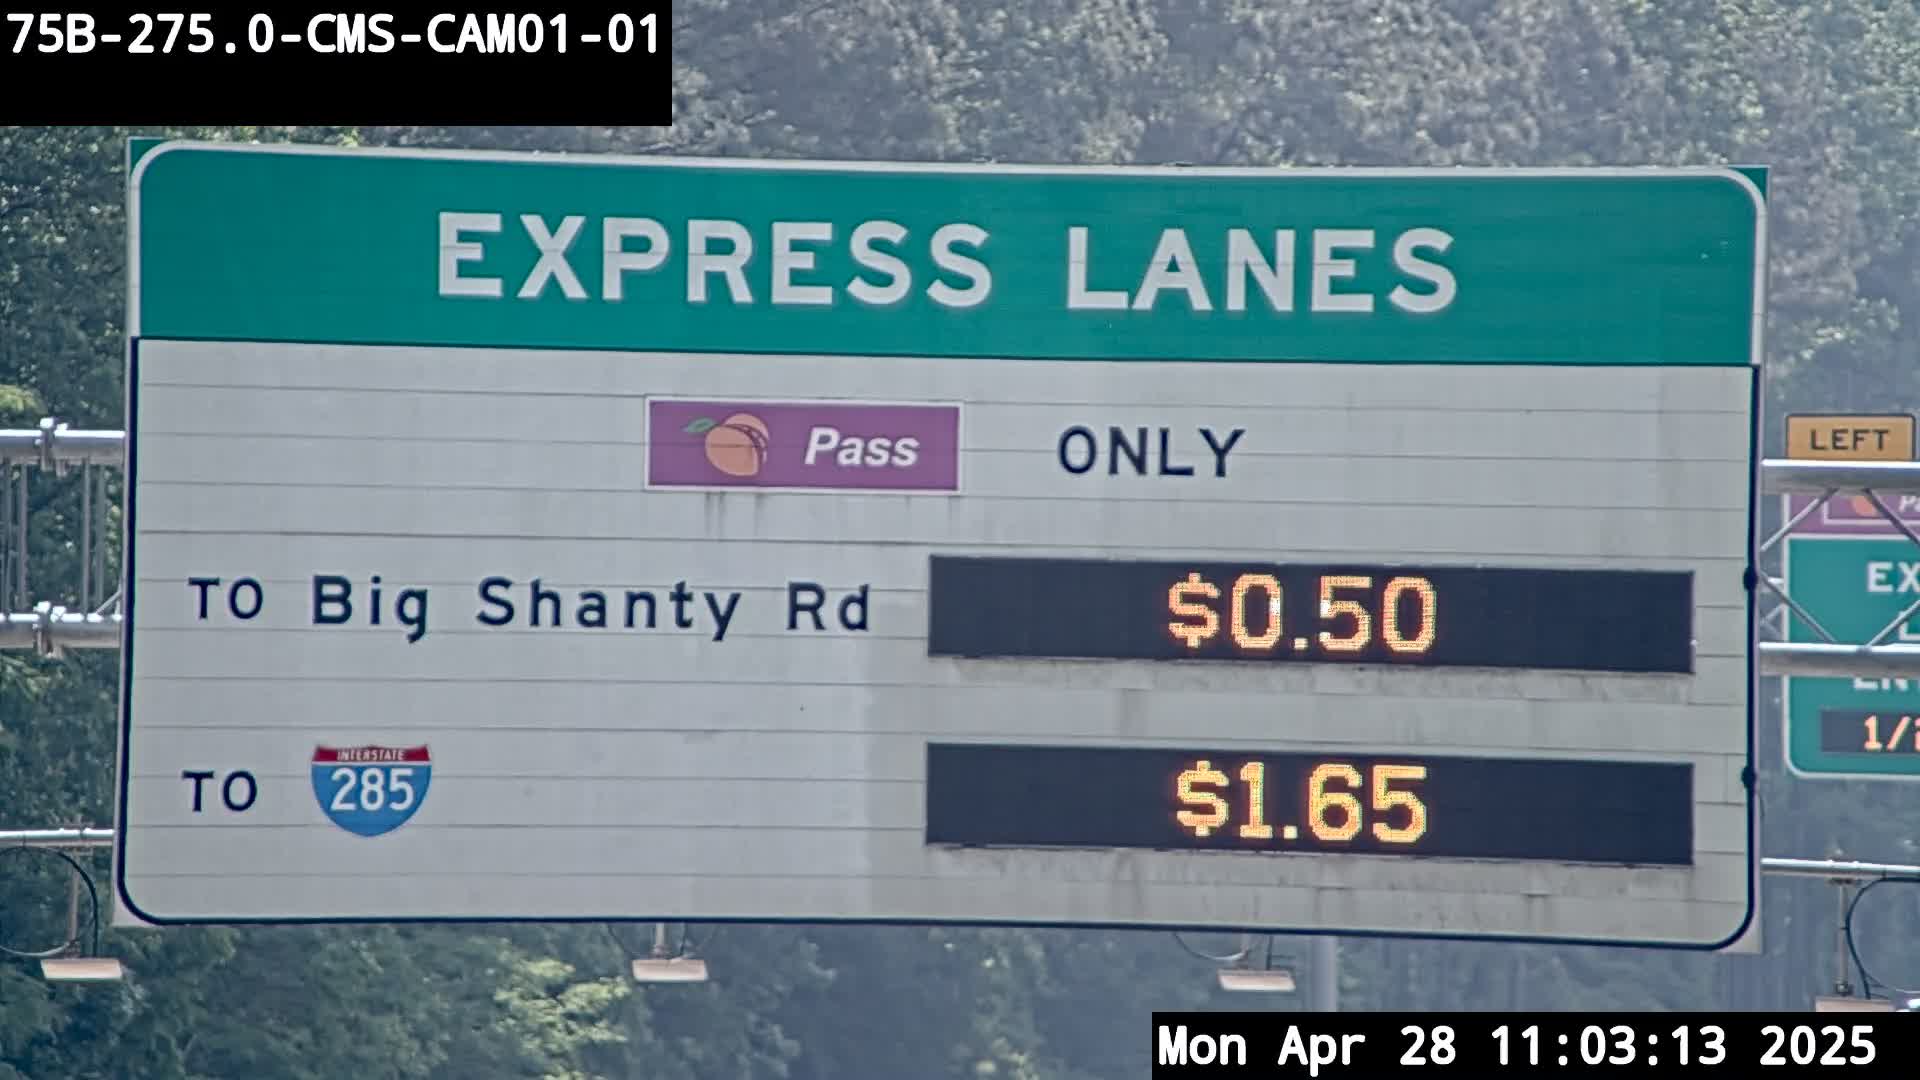 75B-275.0-CMS-CAM01-01
EXPRESS LANES
Pass ONLY
TO Big Shanty Rd $0.50
TO INTERSTATE 285 $1.65
LEFT
Mon Apr 28 11:03:13 2025